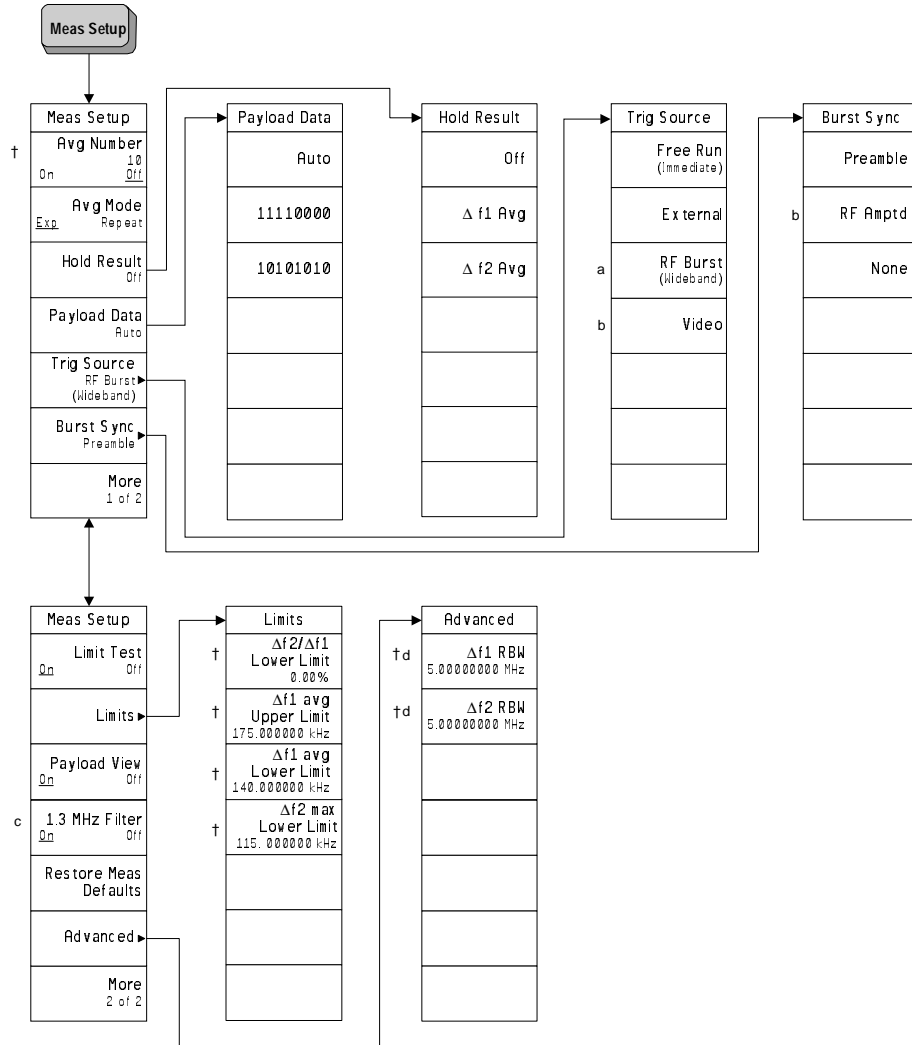 Meas Setup
Meas Setup
†
Avg Number
10
On Off
Avg Mode
Exp Repeat
Hold Result
Off
Payload Data
Auto
Trig Source
RF Burst
(Wideband)
Burst Sync
Preamble
More
1 of 2
Payload Data
Auto
11110000
10101010
Hold Result
Off
Δ f1 Avg
Δ f2 Avg
Trig Source
Free Run
(Immediate)
External
a
RF Burst
(Wideband)
b
Video
Burst Sync
Preamble
b
RF Amptd
None
Meas Setup
Limit Test
On Off
Limits
Payload View
On Off
c
1.3 MHz Filter
On Off
Restore Meas
Defaults
Advanced
More
2 of 2
Limits
†
Δf2/Δf1
Lower Limit
0.00%
†
Δf1 avg
Upper Limit
175.000000 kHz
†
Δf1 avg
Lower Limit
140.000000 kHz
†
Δf2 max
Lower Limit
115.000000 kHz
Advanced
†d
Δf1 RBW
5.00000000 MHz
†d
Δf2 RBW
5.00000000 MHz